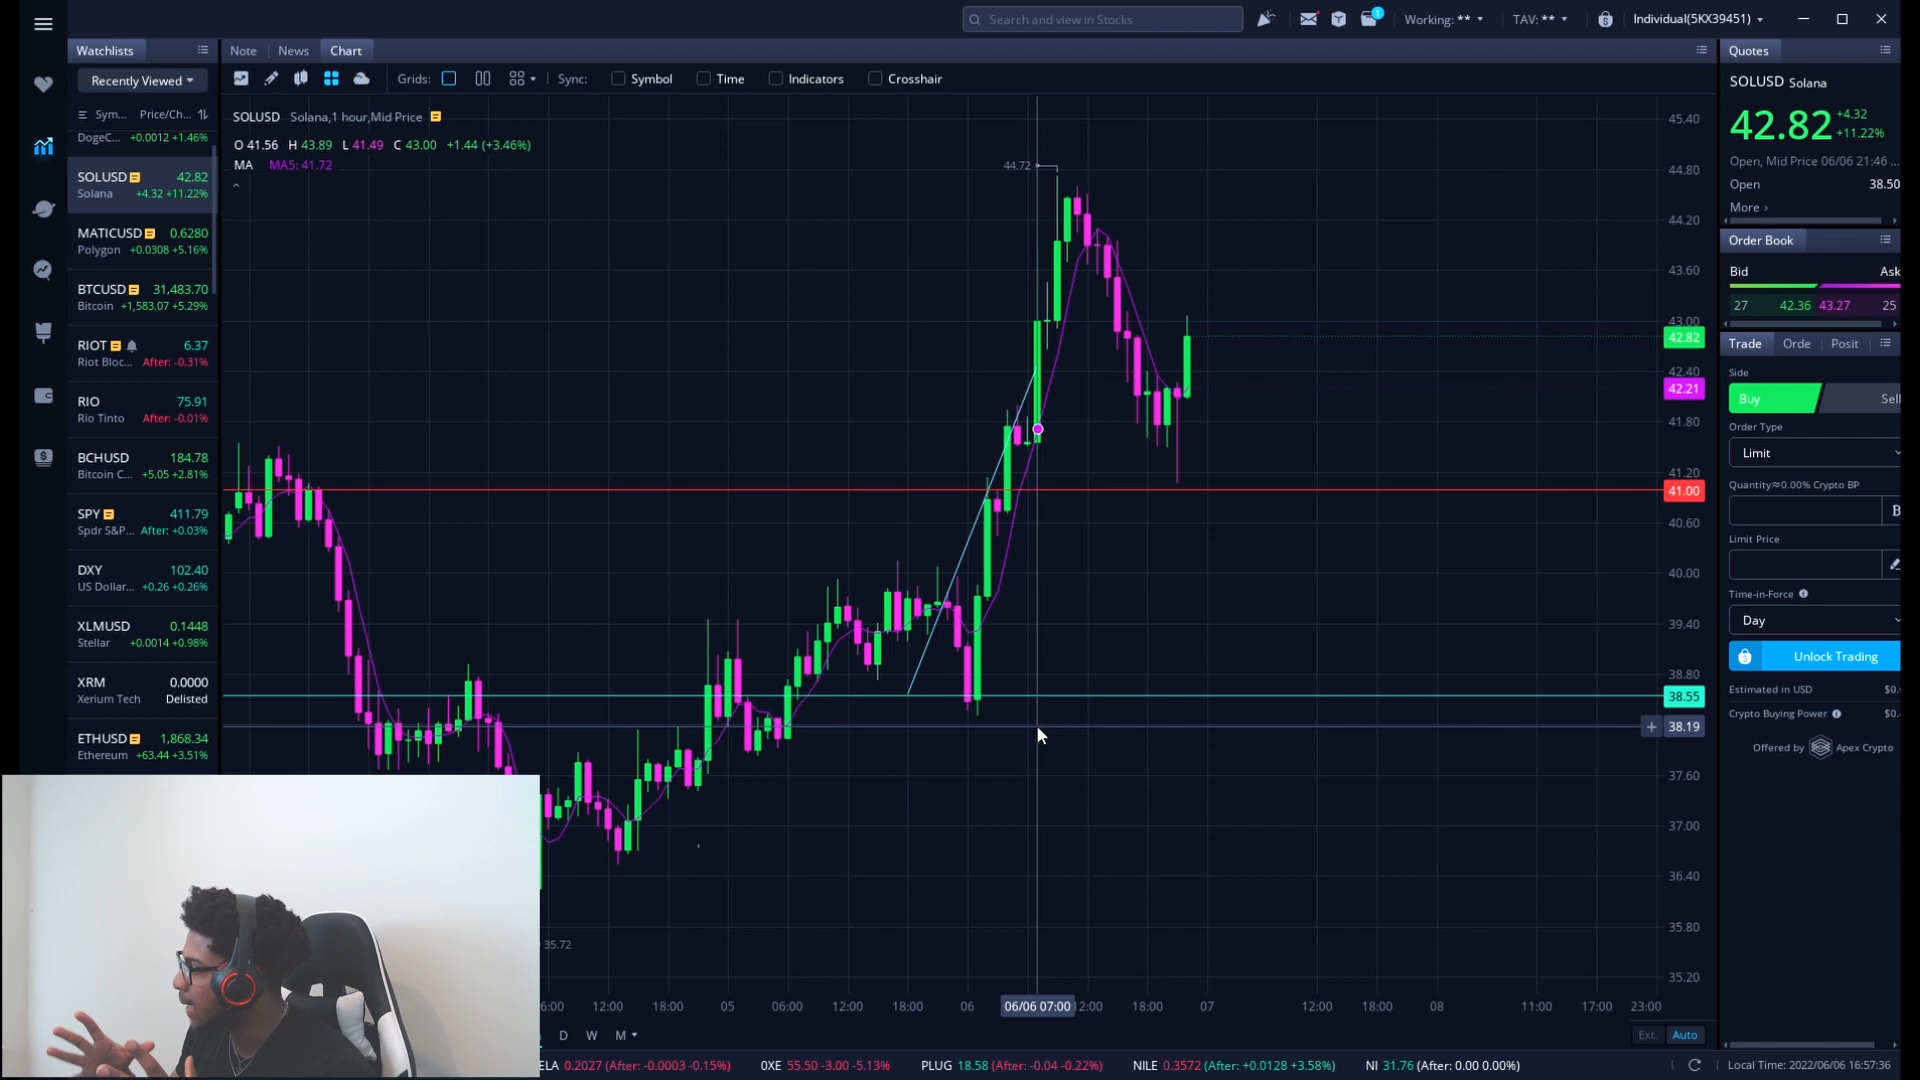 Search and view in Stocks
1
Working: **
TAV: **
Individual(5KX39451)
Watchlists
Note
News
Chart
Quotes
Recently Viewed
Grids:
Sync:
Symbol
Time
Indicators
Crosshair
Sym...
Price/Ch...
DogeC...
+0.0012 +1.46%
SOLUSD
42.82
Solana
+4.32 +11.22%
MATICUSD
0.6280
Polygon
+0.0308 +5.16%
BTCUSD
31,483.70
Bitcoin
+1,583.07 +5.29%
RIOT
6.37
Riot Bloc...
After: -0.31%
RIO
75.91
Rio Tinto
After: -0.01%
BCHUSD
184.78
Bitcoin C...
+5.05 +2.81%
SPY
411.79
Spdr S&P...
After: +0.03%
DXY
102.40
US Dollar...
+0.26 +0.26%
XLMUSD
0.1448
Stellar
+0.0014 +0.98%
XRM
0.0000
Xerium Tech
Delisted
ETHUSD
1,868.34
Ethereum
+63.44 +3.51%
SOLUSD
Solana,1 hour,Mid Price
O 41.56 H 43.89 L 41.49 C 43.00 +1.44 (+3.46%)
MA
MA5: 41.72
44.72
35.72
45.40
44.80
44.20
43.60
43.00
42.82
42.40
42.21
41.80
41.20
41.00
40.60
40.00
39.40
38.80
38.55
38.19
37.60
37.00
36.40
35.80
35.20
6:00
12:00
18:00
05
06:00
12:00
18:00
06
06/06 07:00
12:00
18:00
07
12:00
18:00
08
11:00
17:00
23:00
D
W
M
Ext.
Auto
SOLUSD Solana
42.82
+4.32
+11.22%
Open, Mid Price 06/06 21:46 ...
Open
38.50
More ›
Order Book
Bid
Ask
27
42.36
43.27
25
Trade
Orde
Posit
Side
Buy
Sell
Order Type
Limit
Quantity≈0.00% Crypto BP
Limit Price
Time-in-Force
Day
Unlock Trading
Estimated in USD
$0.
Crypto Buying Power
$0.
Offered by
Apex Crypto
ELA 0.2027 (After: -0.0003 -0.15%)
0XE 55.50 -3.00 -5.13%
PLUG 18.58 (After: -0.04 -0.22%)
NILE 0.3572 (After: +0.0128 +3.58%)
NI 31.76 (After: 0.00 0.00%)
Local Time: 2022/06/06 16:57:36